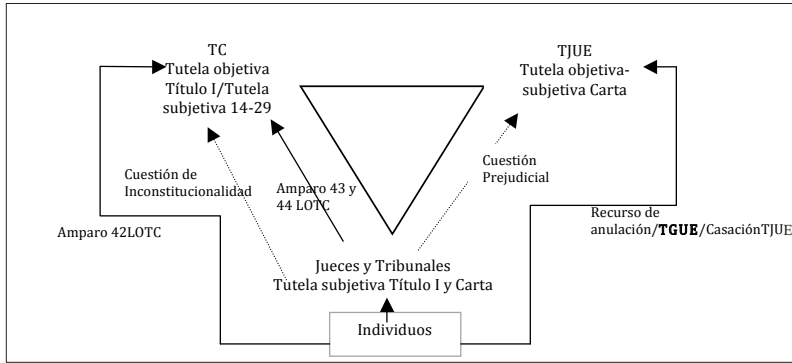 TC
Tutela objetiva
Título I/Tutela
subjetiva 14-29
TJUE
Tutela objetiva-
subjetiva Carta
Cuestión de
Inconstitucionalidad
Amparo 43 y
44 LOTC
Cuestión
Prejudicial
Amparo 42LOTC
Recurso de
anulación/TGUE/CasaciónTJUE
Jueces y Tribunales
Tutela subjetiva Título I y Carta
Individuos